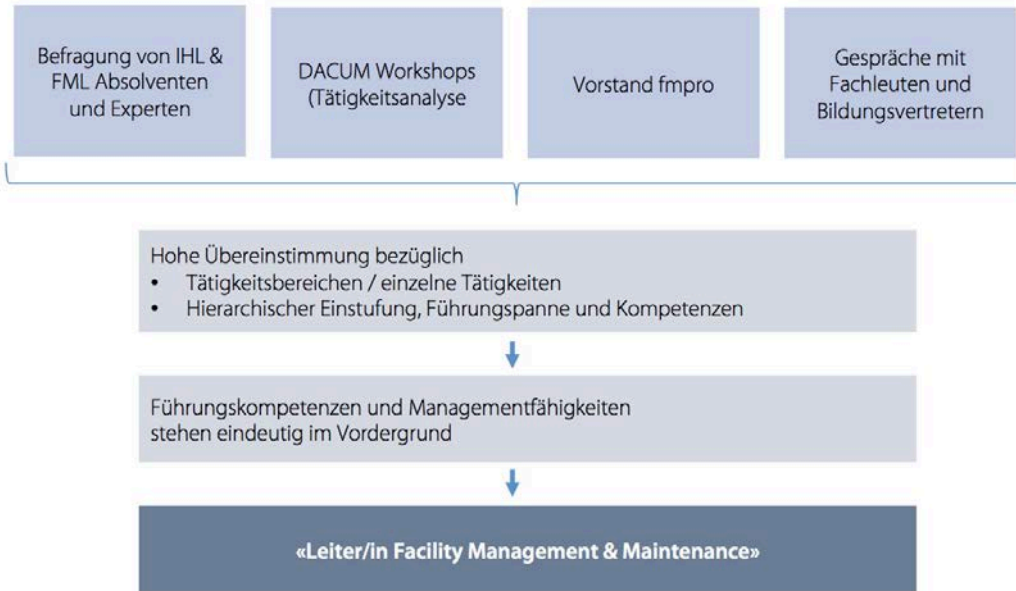 Befragung von IHL &
FML Absolventen
und Experten
DACUM Workshops
(Tätigkeitsanalyse
Vorstand fmpro
Gespräche mit
Fachleuten und
Bildungsvertretern
Hohe Übereinstimmung bezüglich
• Tätigkeitsbereichen / einzelne Tätigkeiten
• Hierarchischer Einstufung, Führungspanne und Kompetenzen
Führungskompetenzen und Managementfähigkeiten
stehen eindeutig im Vordergrund
«Leiter/in Facility Management & Maintenance»